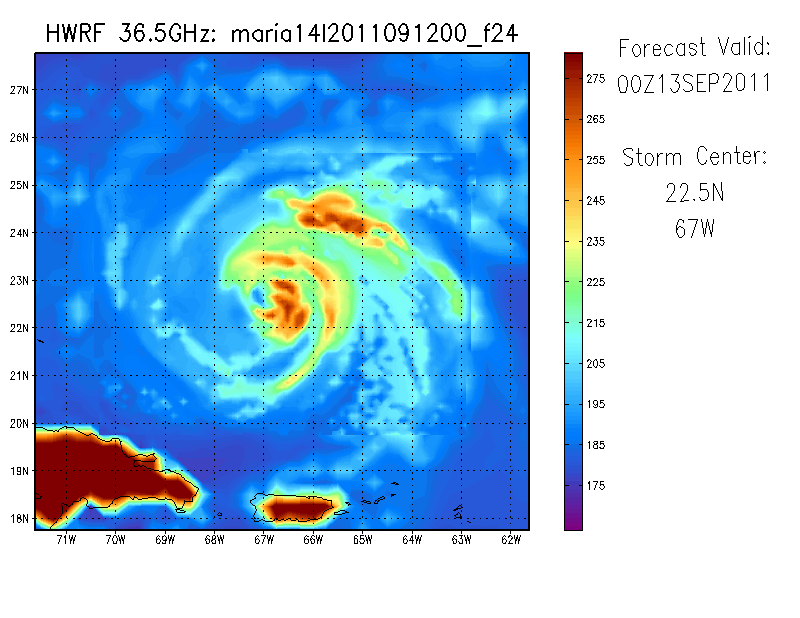 HWRF 36.5GHz: maria14l2011091200_f24
Forecast Valid:
00Z13SEP2011
Storm Center:
22.5N
67W
27N
26N
25N
24N
23N
22N
21N
20N
19N
18N
71W 70W 69W 68W 67W 66W 65W 64W 63W 62W
275
265
255
245
235
225
215
205
195
185
175